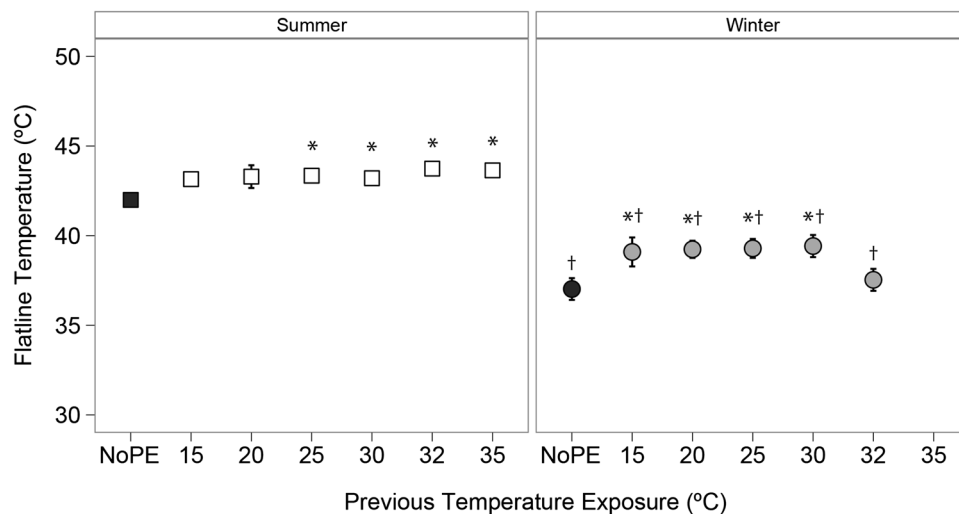 Summer Winter
Flatline Temperature (ºC)
50
45
40
35
30
* * * *
† *† *† *† *† †
NoPE 15 20 25 30 32 35 NoPE 15 20 25 30 32 35
Previous Temperature Exposure (ºC)